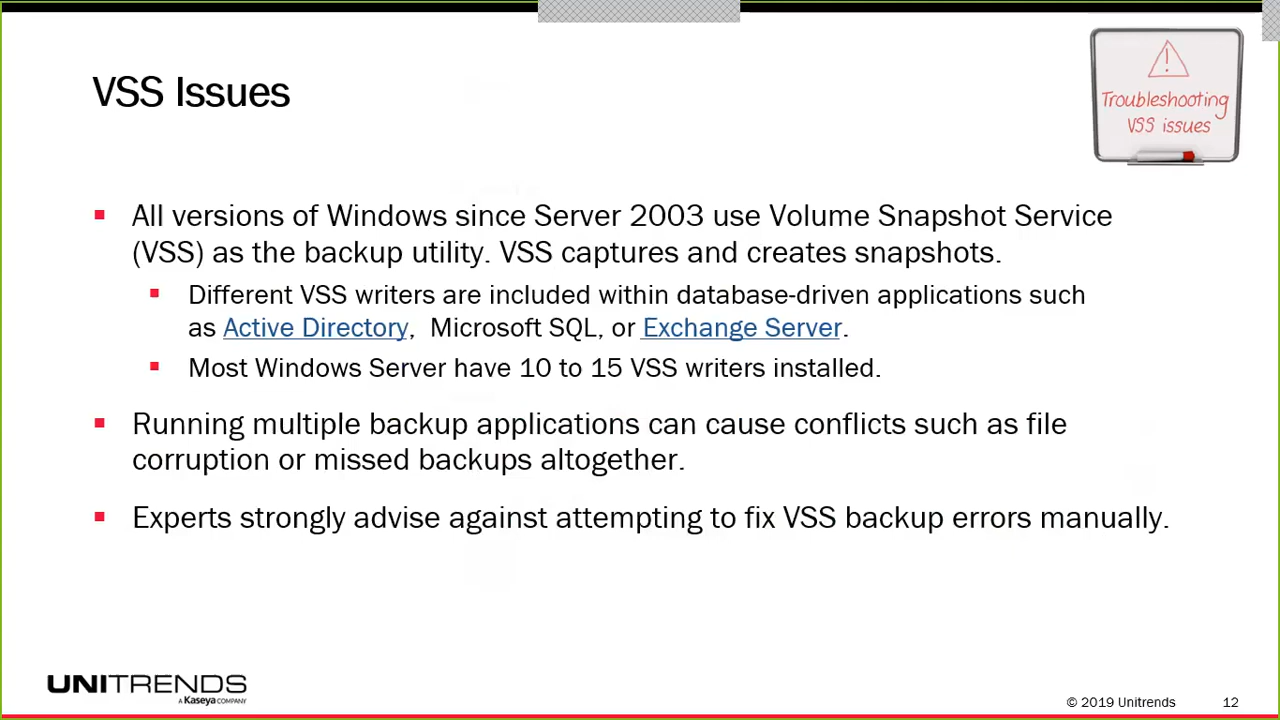 VSS Issues
Troubleshooting
VSS issues
All versions of Windows since Server 2003 use Volume Snapshot Service
(VSS) as the backup utility. VSS captures and creates snapshots.
Different VSS writers are included within database-driven applications such
as Active Directory,  Microsoft SQL, or Exchange Server.
Most Windows Server have 10 to 15 VSS writers installed.
Running multiple backup applications can cause conflicts such as file
corruption or missed backups altogether.
Experts strongly advise against attempting to fix VSS backup errors manually.
UNITRENDS
A Kaseya COMPANY
© 2019 Unitrends 12